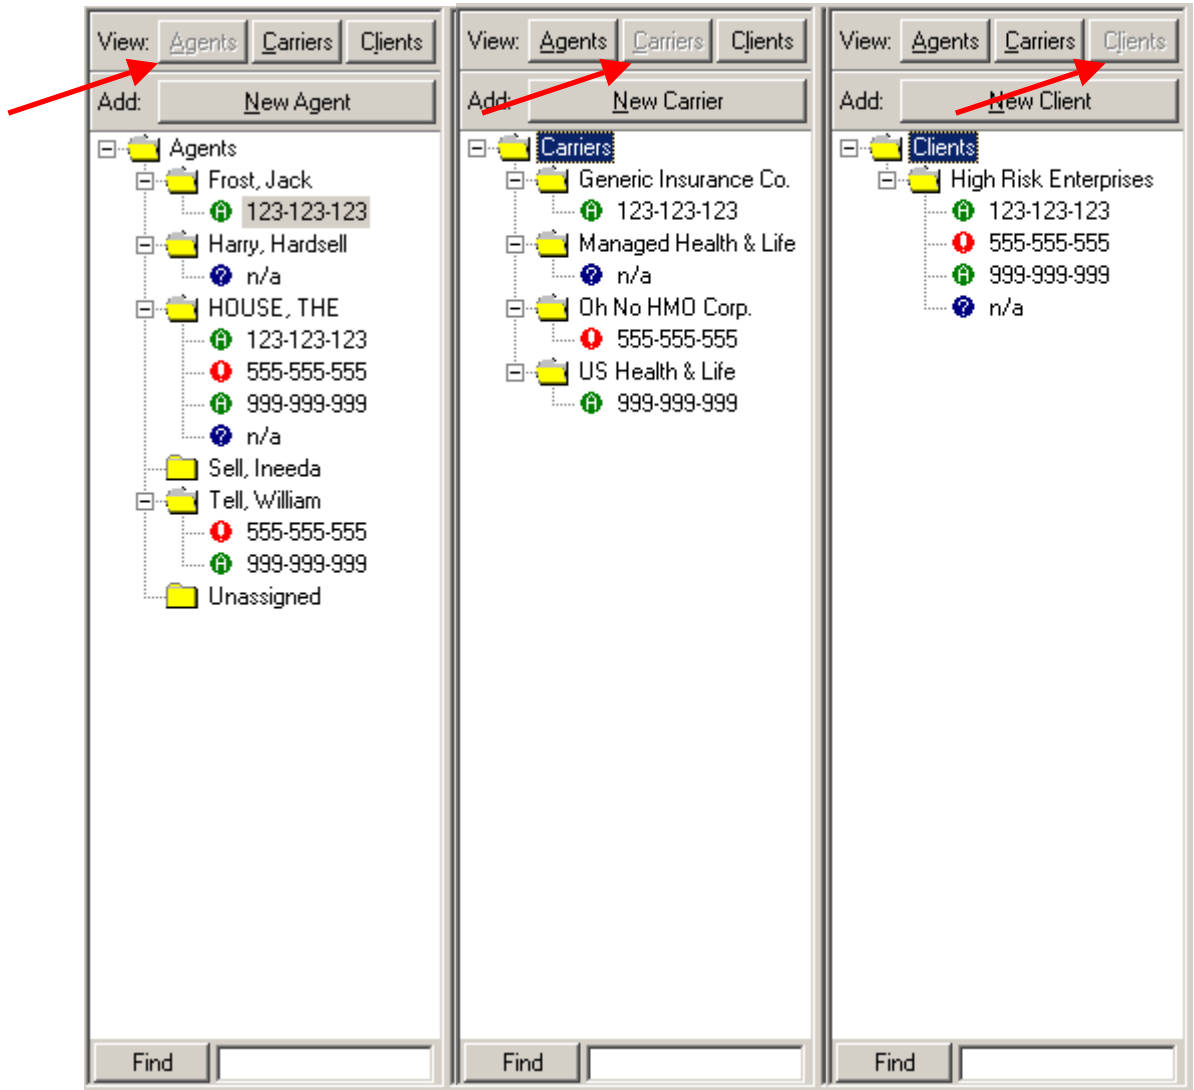 View: Agents Carriers Clients
Add: New Agent
Agents
Frost, Jack
123-123-123
Harry, Hardsell
n/a
HOUSE, THE
123-123-123
555-555-555
999-999-999
n/a
Sell, Ineeda
Tell, William
555-555-555
999-999-999
Unassigned
Find
View: Agents Carriers Clients
Add: New Carrier
Carriers
Generic Insurance Co.
123-123-123
Managed Health & Life
n/a
Oh No HMO Corp.
555-555-555
US Health & Life
999-999-999
Find
View: Agents Carriers Clients
Add: New Client
Clients
High Risk Enterprises
123-123-123
555-555-555
999-999-999
n/a
Find